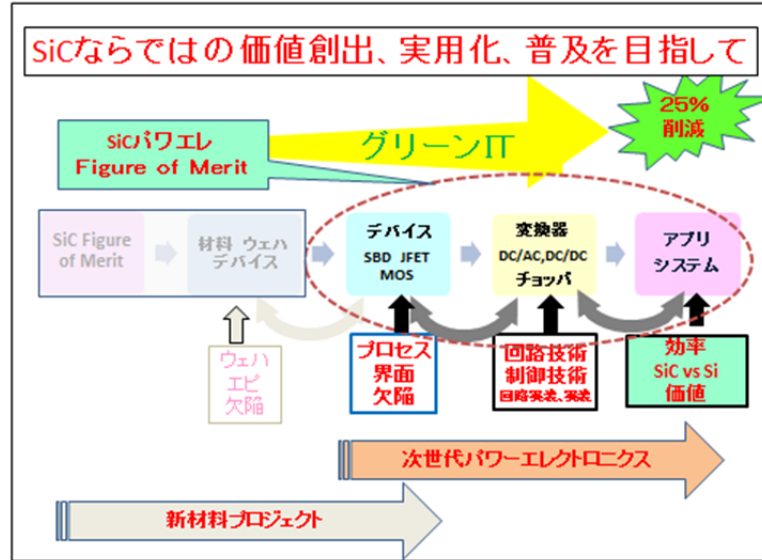 SiCならではの価値創出、実用化、普及を目指して
25%
削減
SiCパワエレ
Figure of Merit
グリーンIT
SiC Figure
of Merit
材料 ウェハ
デバイス
デバイス
SBD JFET
MOS
変換器
DC/AC,DC/DC
チョッパ
アプリ
システム
ウェハ
エピ
欠陥
プロセス
界面
欠陥
回路技術
制御技術
効率
SiC vs Si
価値
次世代パワーエレクトロニクス
新材料プロジェクト